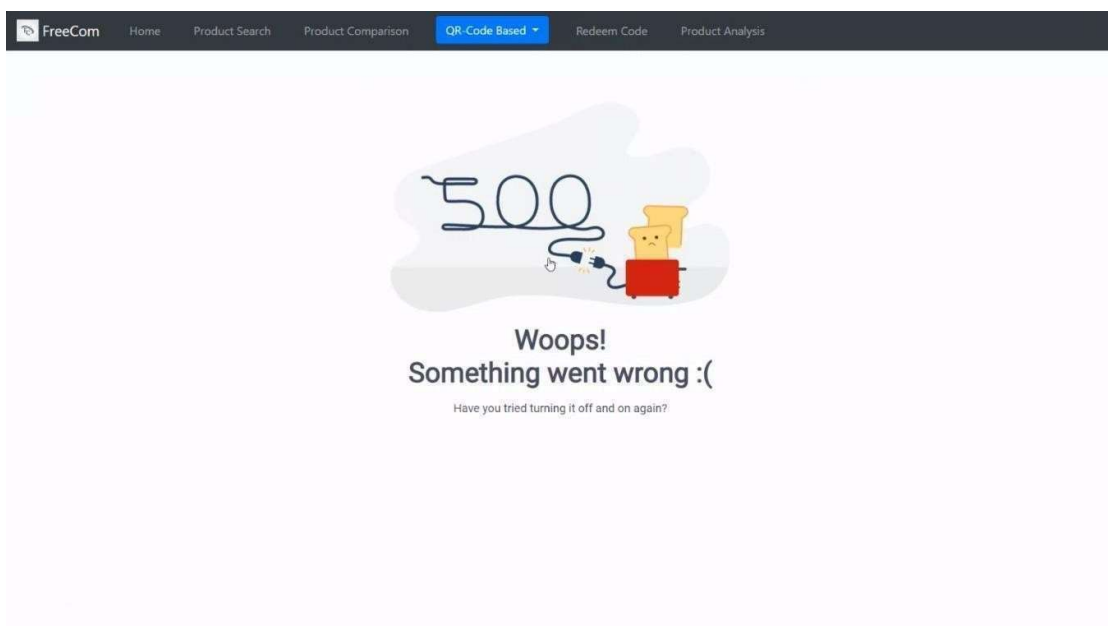 FreeCom Home Product Search Product Comparison QR-Code Based Redeem Code Product Analysis
500
Woops!
Something went wrong :(
Have you tried turning it off and on again?